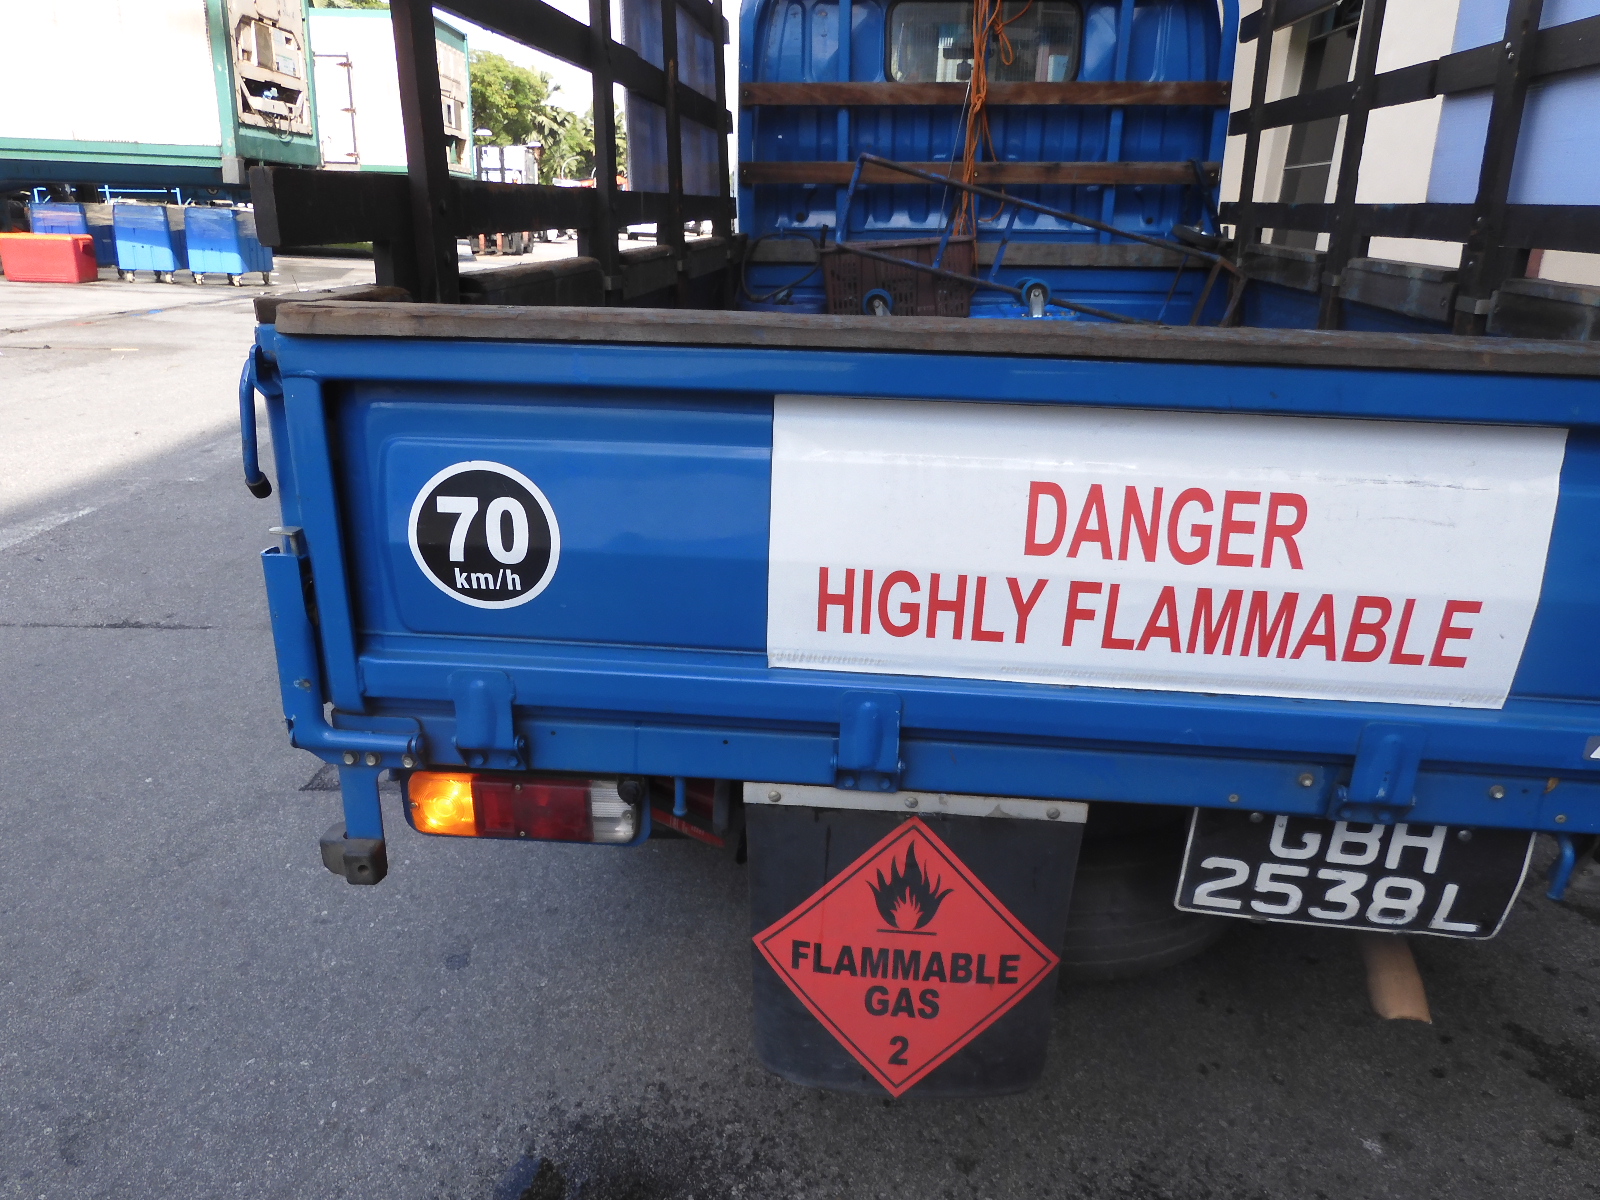 70
km/h
DANGER
HIGHLY FLAMMABLE
FLAMMABLE
GAS
2
GBH
2538L